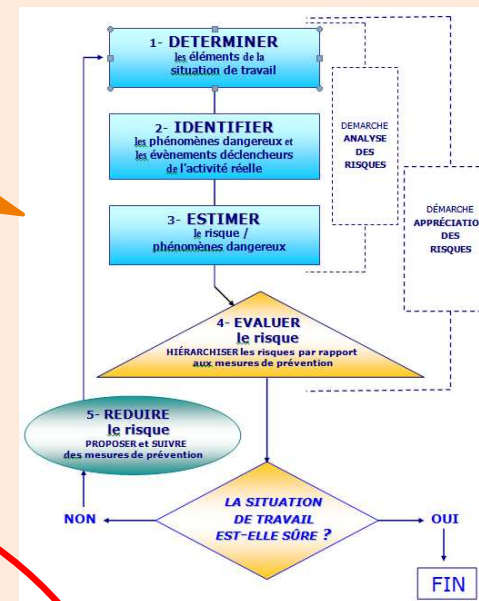 1- DETERMINER
les éléments de la
situation de travail
2- IDENTIFIER
les phénomènes dangereux et
les évènements déclencheurs
de l'activité réelle
3- ESTIMER
le risque /
phénomènes dangereux
DEMARCHE
ANALYSE
DES
RISQUES
DÉMARCHE
APPRÉCIATIO
DES
RISQUES
4- EVALUER
le risque
HIÉRARCHISER les risques par rapport
aux mesures de prévention
5- REDUIRE
le risque
PROPOSER et SUIVRE
des mesures de prévention
LA SITUATION
DE TRAVAIL
EST-ELLE SÛRE ?
NON
OUI
FIN